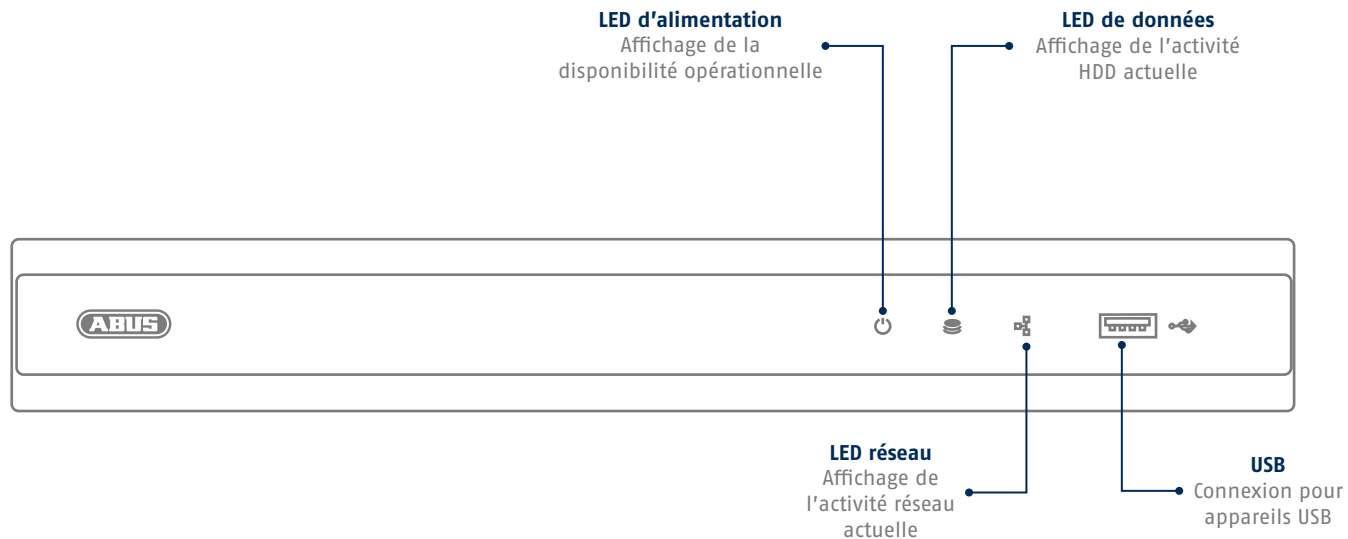 LED d'alimentation
Affichage de la
disponibilité opérationnelle
LED de données
Affichage de l'activité
HDD actuelle
ABUS
LED réseau
Affichage de
l'activité réseau
actuelle
USB
Connexion pour
appareils USB